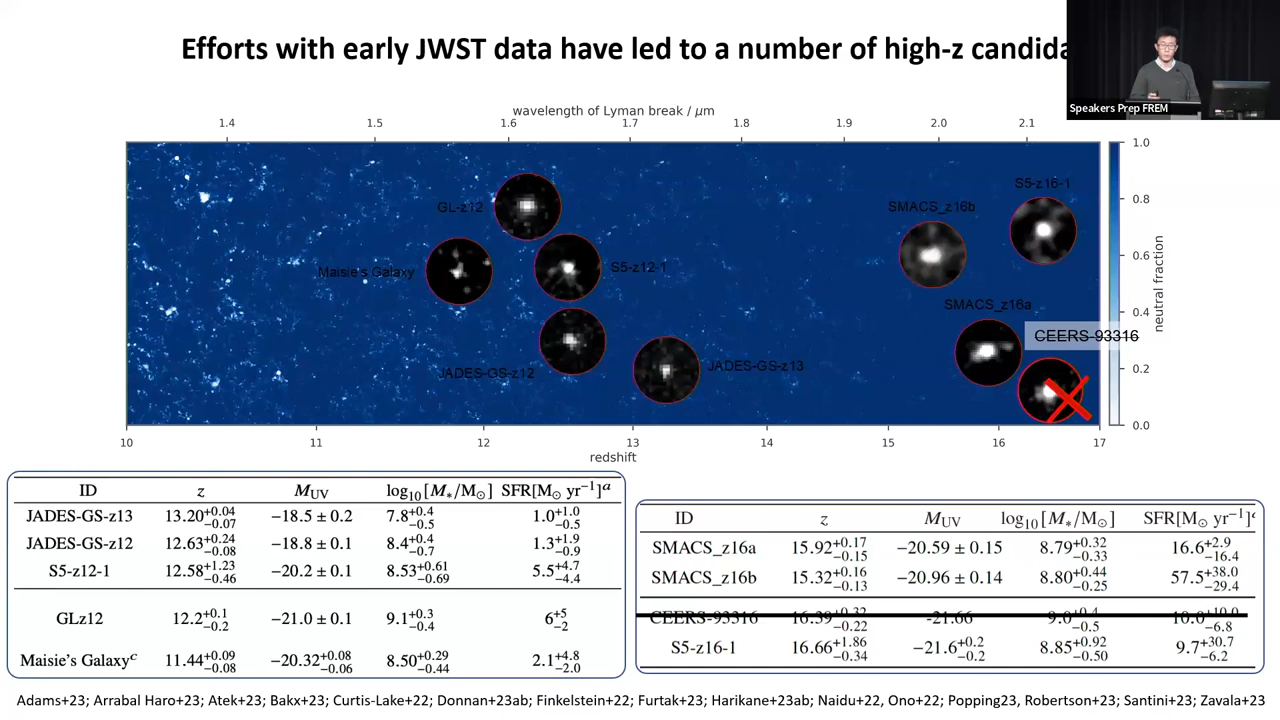 Efforts with early JWST data have led to a number of high-z
Speakers Prep FREM
wavelength of Lyman break / μm
1.4 1.5 1.6 1.7 1.8 1.9 2.0 2.1
S5-z16-1
GL-z12
SMACS_z16b
Maisie's Galaxy
S5-z12-1
SMACS_z16a
CEERS-93316
JADES-GS-z12
JADES-GS-z13
1.0
0.8
0.6
0.4
0.2
0.0
neutral fraction
10 11 12 13 14 15 16 17
redshift
ID z M_UV log₁₀[M*/M⊙] SFR[M⊙ yr⁻¹]ᵃ
JADES-GS-z13 13.20+0.04−0.07 −18.5 ± 0.2 7.8+0.4−0.5 1.0+1.0−0.5
JADES-GS-z12 12.63+0.24−0.08 −18.8 ± 0.1 8.4+0.4−0.7 1.3+1.9−0.9
S5-z12-1 12.58+1.23−0.46 −20.2 ± 0.1 8.53+0.61−0.69 5.5+4.7−4.4
GLz12 12.2+0.1−0.2 −21.0 ± 0.1 9.1+0.3−0.4 6+5−2
Maisie's Galaxyᶜ 11.44+0.09−0.08 −20.32+0.08−0.06 8.50+0.29−0.44 2.1+4.8−2.0
ID z M_UV log₁₀[M*/M⊙] SFR[M⊙ yr⁻¹]
SMACS_z16a 15.92+0.17−0.15 −20.59 ± 0.15 8.79+0.32−0.33 16.6+2.9−16.4
SMACS_z16b 15.32+0.16−0.13 −20.96 ± 0.14 8.80+0.44−0.25 57.5+38.0−29.4
CEERS-93316 16.39+0.32−0.22 -21.66 9.0+0.4−0.5 10.0+10.0−6.8
S5-z16-1 16.66+1.86−0.34 −21.6+0.2−0.2 8.85+0.92−0.50 9.7+30.7−6.2
Adams+23; Arrabal Haro+23; Atek+23; Bakx+23; Curtis-Lake+22; Donnan+23ab; Finkelstein+22; Furtak+23; Harikane+23ab; Naidu+22, Ono+22; Popping23, Robertson+23; Santini+23; Zavala+23